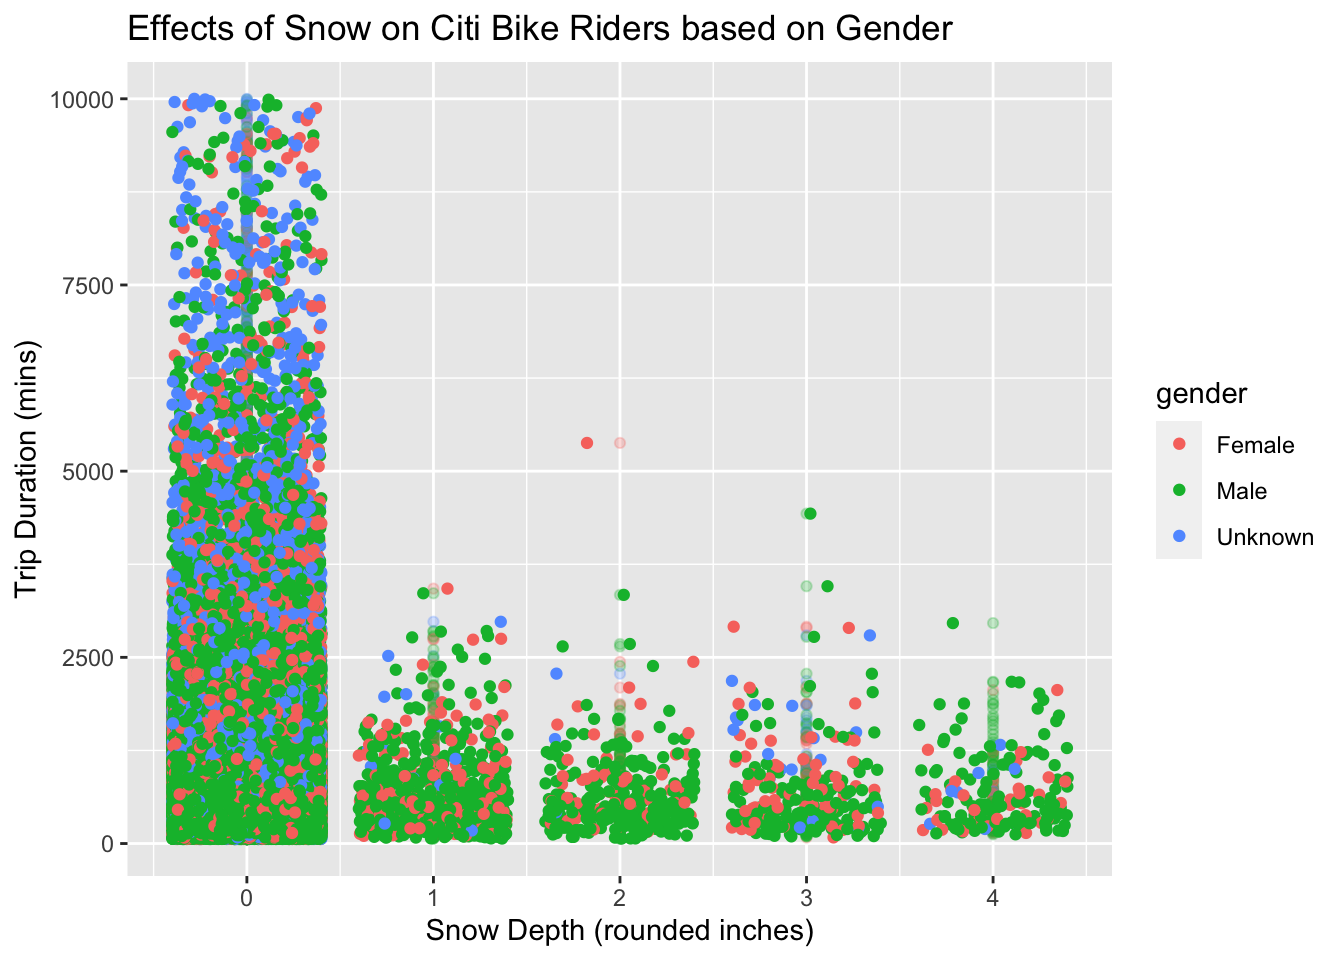 Effects of Snow on Citi Bike Riders based on Gender
Trip Duration (mins)
10000
7500
5000
2500
0
0 1 2 3 4
Snow Depth (rounded inches)
gender
Female
Male
Unknown